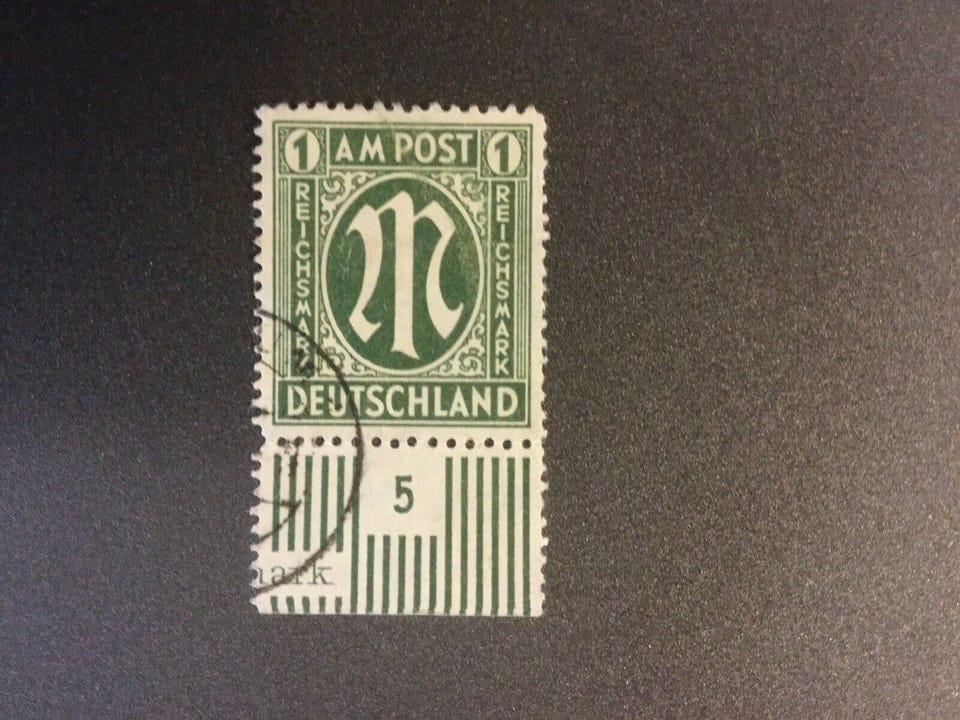 1 AM POST 1
REICHSMARK
REICHSMARK
M
DEUTSCHLAND
5
mark